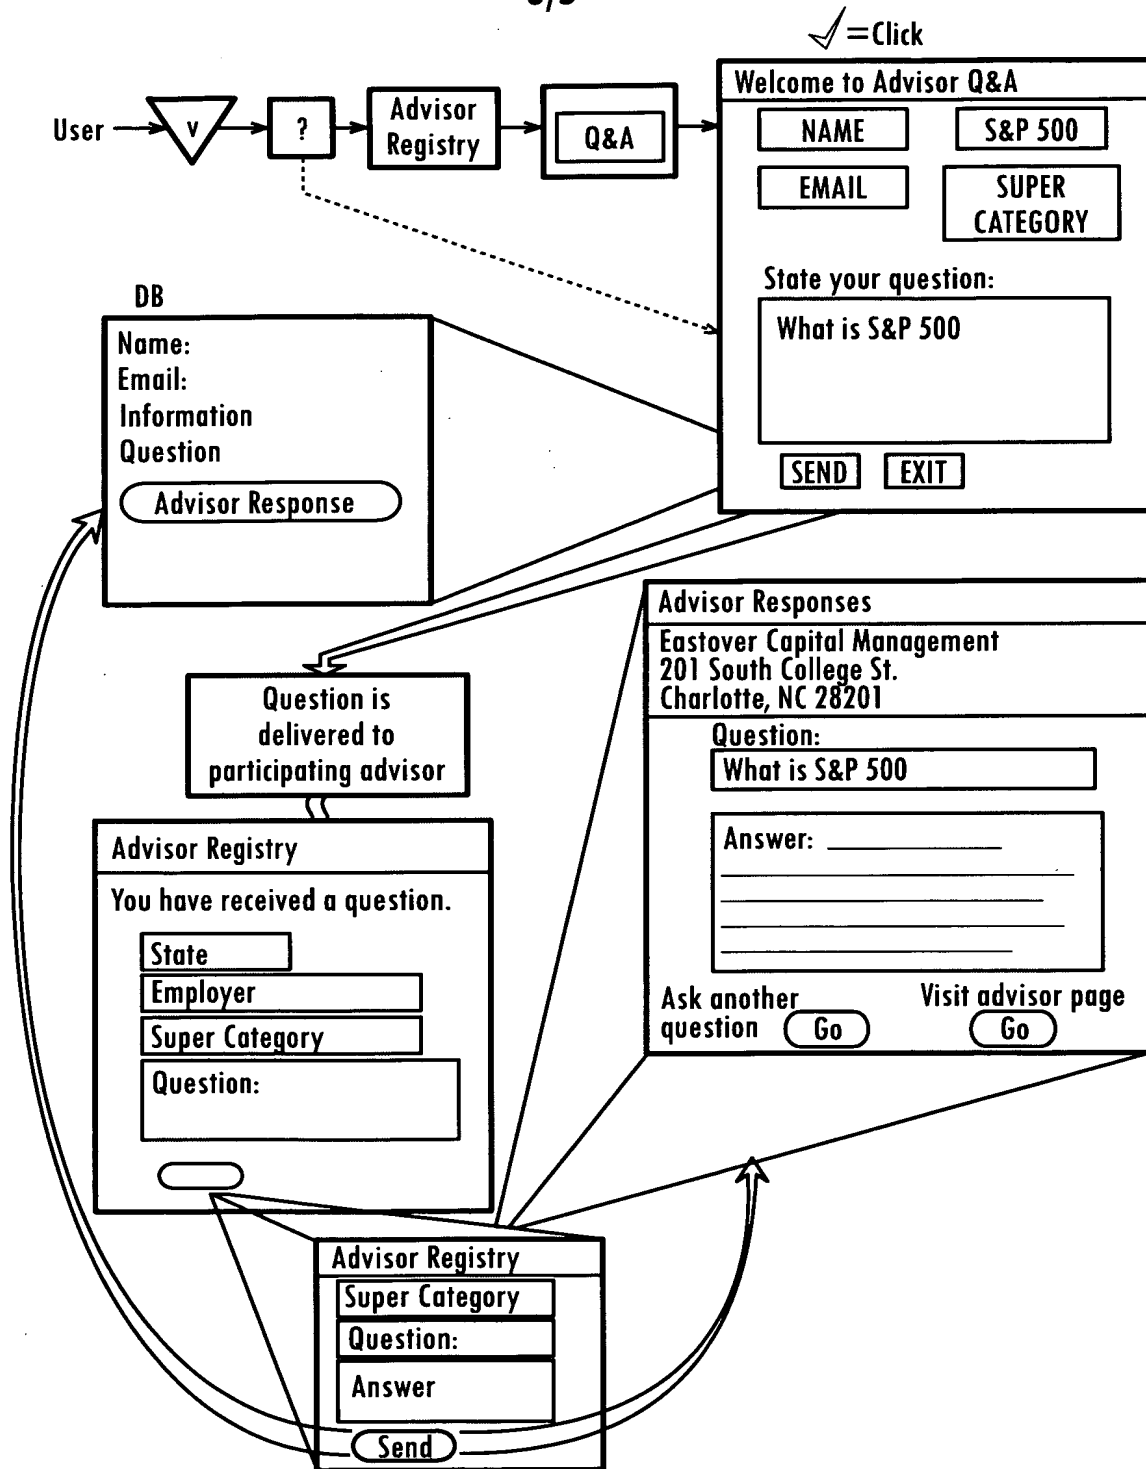 =Click
User
v
?
Advisor
Registry
Q&A
Welcome to Advisor Q&A
NAME
S&P 500
EMAIL
SUPER
CATEGORY
State your question:
What is S&P 500
SEND
EXIT
DB
Name:
Email:
Information
Question
Advisor Response
Question is
delivered to
participating advisor
Advisor Responses
Eastover Capital Management
201 South College St.
Charlotte, NC 28201
Question:
What is S&P 500
Answer:
Ask another
question
Go
Visit advisor page
Go
Advisor Registry
You have received a question.
State
Employer
Super Category
Question:
Advisor Registry
Super Category
Question:
Answer
Send